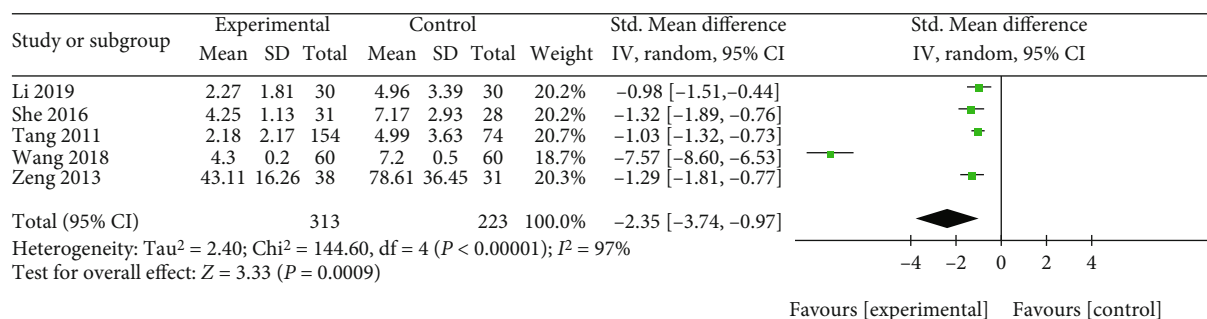 Experimental Control Std. Mean difference Std. Mean difference
Study or subgroup Mean SD Total Mean SD Total Weight IV, random, 95% CI IV, random, 95% CI
Li 2019 2.27 1.81 30 4.96 3.39 30 20.2% –0.98 [–1.51,–0.44]
She 2016 4.25 1.13 31 7.17 2.93 28 20.2% –1.32 [–1.89, –0.76]
Tang 2011 2.18 2.17 154 4.99 3.63 74 20.7% –1.03 [–1.32, –0.73]
Wang 2018 4.3 0.2 60 7.2 0.5 60 18.7% –7.57 [–8.60, –6.53]
Zeng 2013 43.11 16.26 38 78.61 36.45 31 20.3% –1.29 [–1.81, –0.77]
Total (95% CI) 313 223 100.0% –2.35 [–3.74, –0.97]
Heterogeneity: Tau² = 2.40; Chi² = 144.60, df = 4 (P < 0.00001); I² = 97%
Test for overall effect: Z = 3.33 (P = 0.0009)
–4 –2 0 2 4
Favours [experimental] Favours [control]